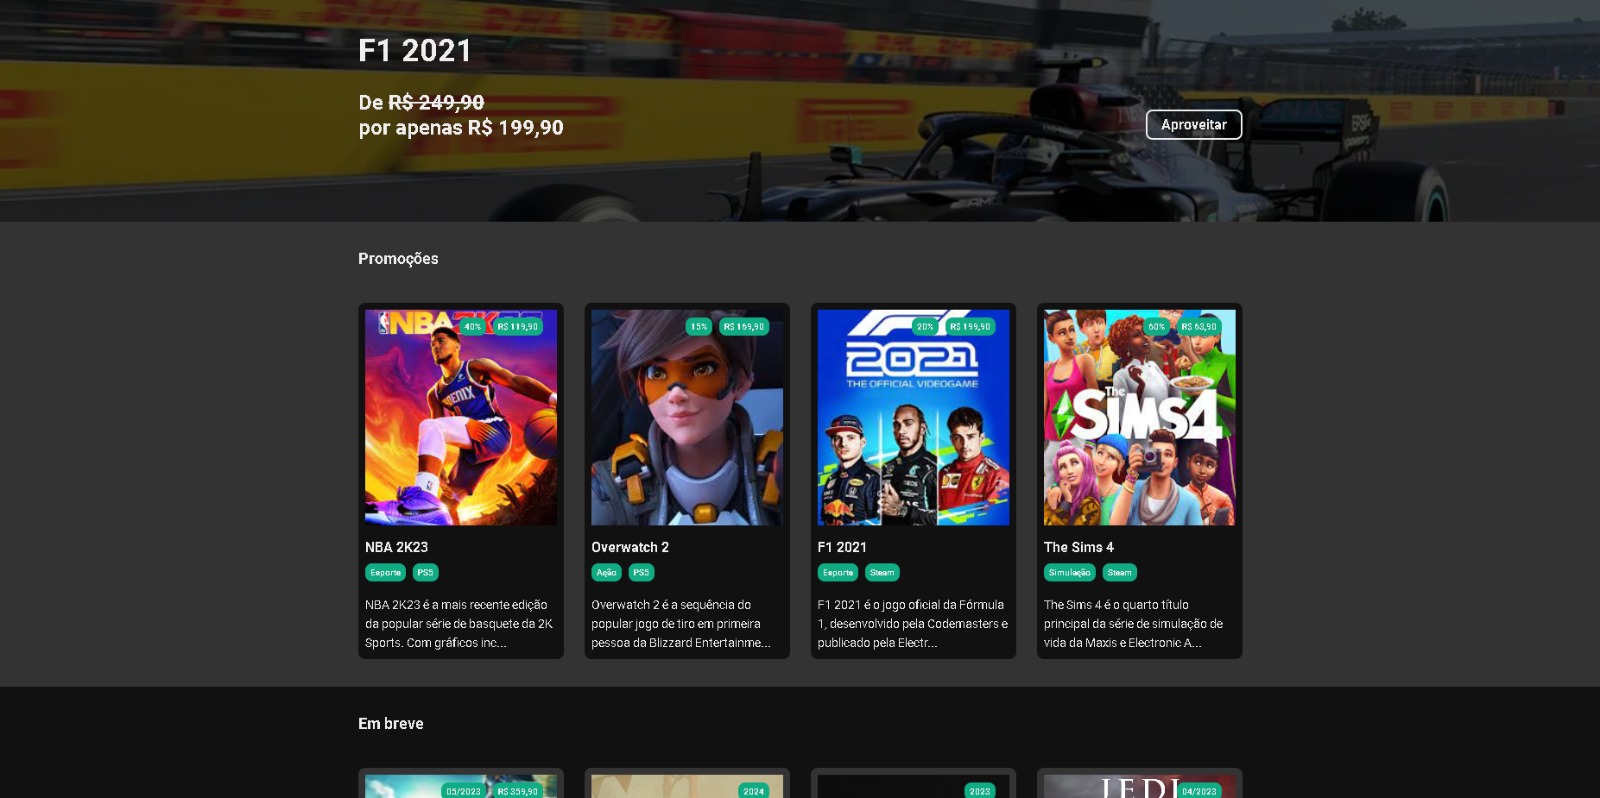 F1 2021
De R$ 249,90
por apenas R$ 199,90
Aproveitar
Promoções
NBA 2K23
40%
R$ 119,90
PHOENIX
NBA 2K23
Esporte
PS5
NBA 2K23 é a mais recente edição
da popular série de basquete da 2K
Sports. Com gráficos inc...
15%
R$ 169,90
Overwatch 2
Ação
PS5
Overwatch 2 é a sequência do
popular jogo de tiro em primeira
pessoa da Blizzard Entertainme...
20%
R$ 199,90
2021
THE OFFICIAL VIDEOGAME
F1 2021
Esporte
Steam
F1 2021 é o jogo oficial da Fórmula
1, desenvolvido pela Codemasters e
publicado pela Electr...
60%
R$ 63,90
The
SIMS 4
The Sims 4
Simulação
Steam
The Sims 4 é o quarto título
principal da série de simulação de
vida da Maxis e Electronic A...
Em breve
05/2023
R$ 359,90
2024
2023
JEDI
04/2023